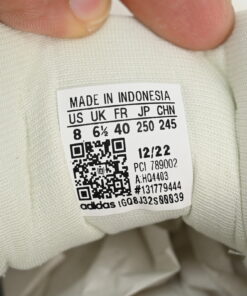 MADE IN INDONESIA
US UK FR JP CHN
8 6½ 40 250 245
12/22
PCI 789002
A.HQ4403
#131779444
adidas